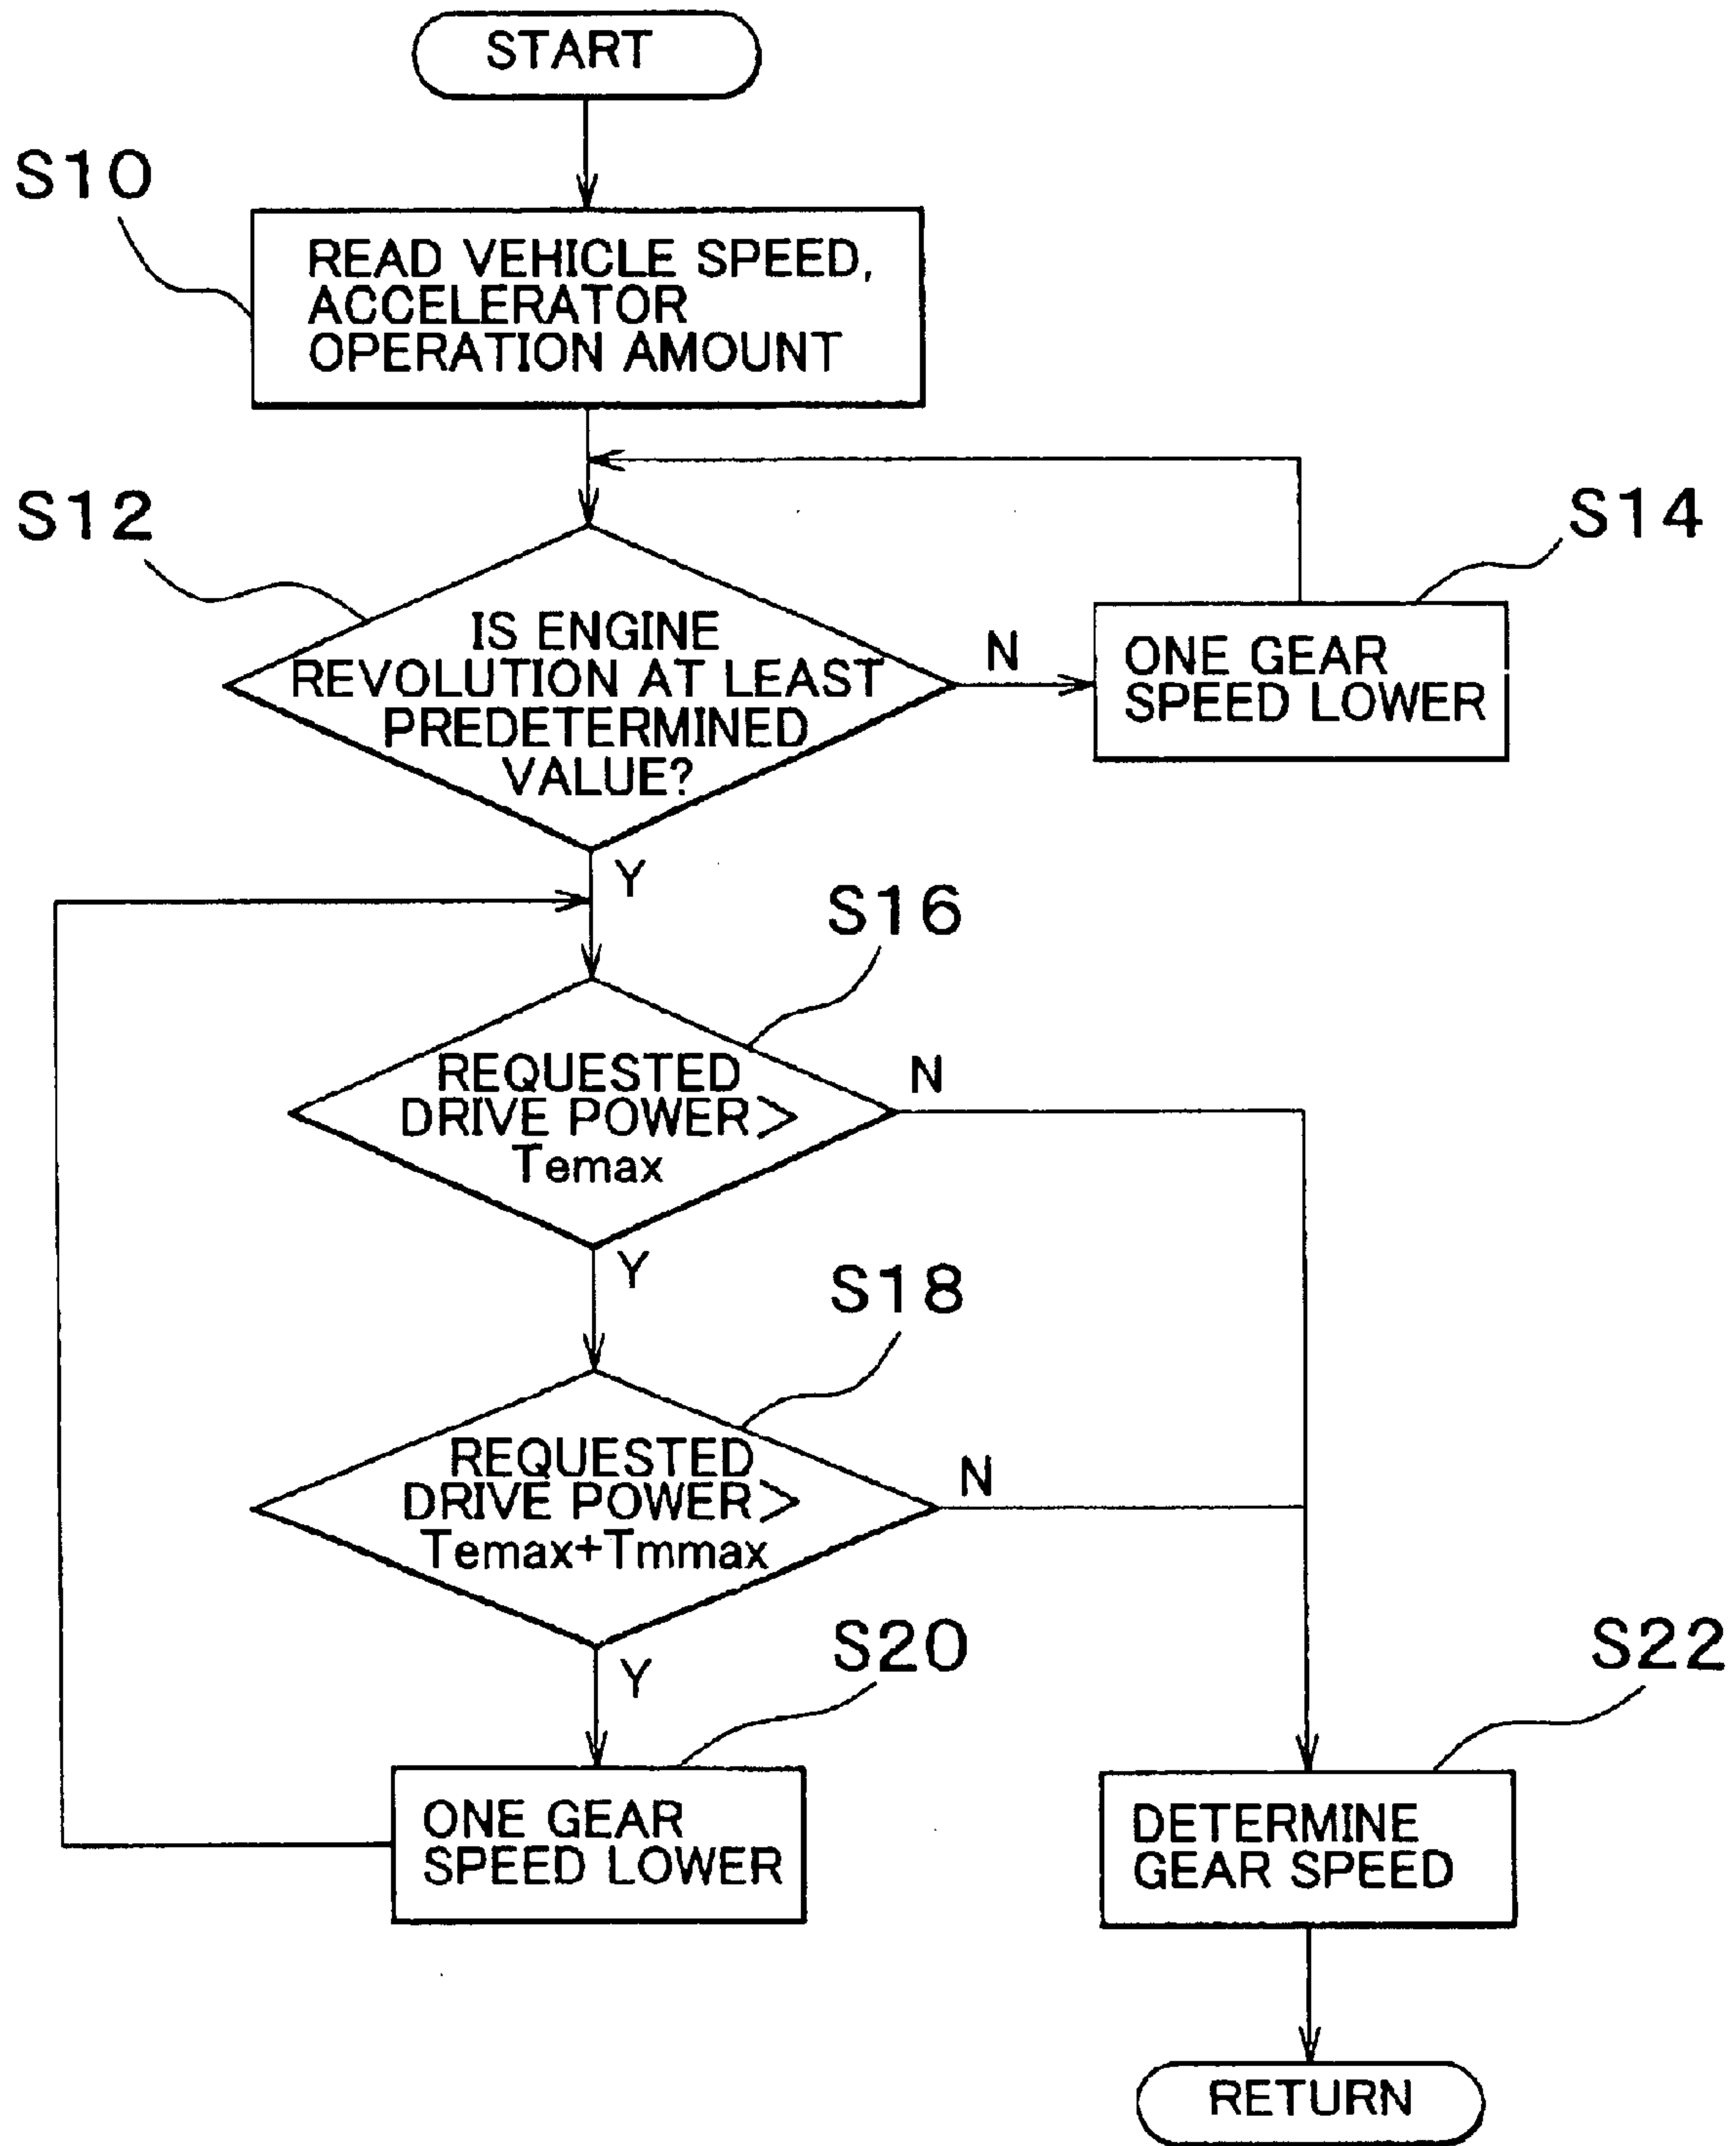 START
S10
READ VEHICLE SPEED,
ACCELERATOR
OPERATION AMOUNT
S12
IS ENGINE
REVOLUTION AT LEAST
PREDETERMINED
VALUE?
N
S14
ONE GEAR
SPEED LOWER
Y
S16
REQUESTED
DRIVE POWER>
Temax
N
Y
S18
REQUESTED
DRIVE POWER>
Temax+Tmmax
N
Y
S20
ONE GEAR
SPEED LOWER
S22
DETERMINE
GEAR SPEED
RETURN